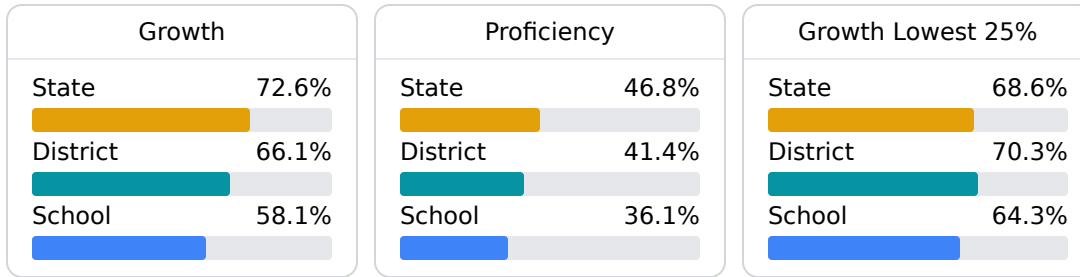 Growth
State 72.6%
District 66.1%
School 58.1%
Proficiency
State 46.8%
District 41.4%
School 36.1%
Growth Lowest 25%
State 68.6%
District 70.3%
School 64.3%